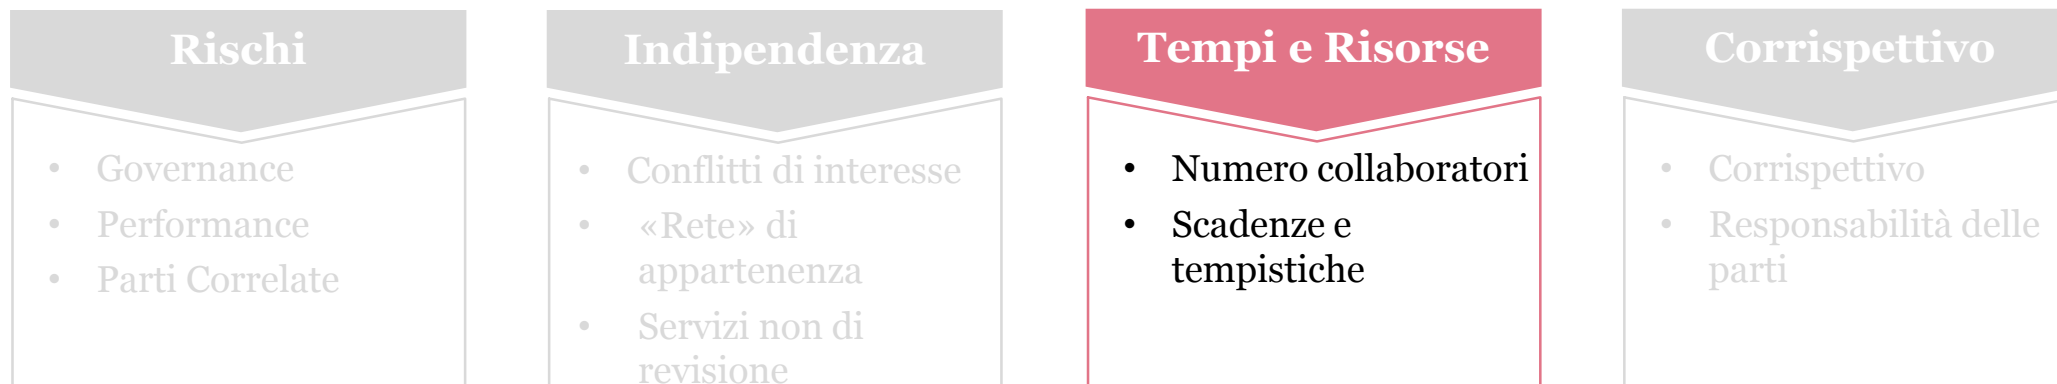 Rischi
• Governance
• Performance
• Parti Correlate
Indipendenza
• Conflitti di interesse
• «Rete» di
appartenenza
• Servizi non di
revisione
Tempi e Risorse
• Numero collaboratori
• Scadenze e
tempistiche
Corrispettivo
• Corrispettivo
• Responsabilità delle
parti